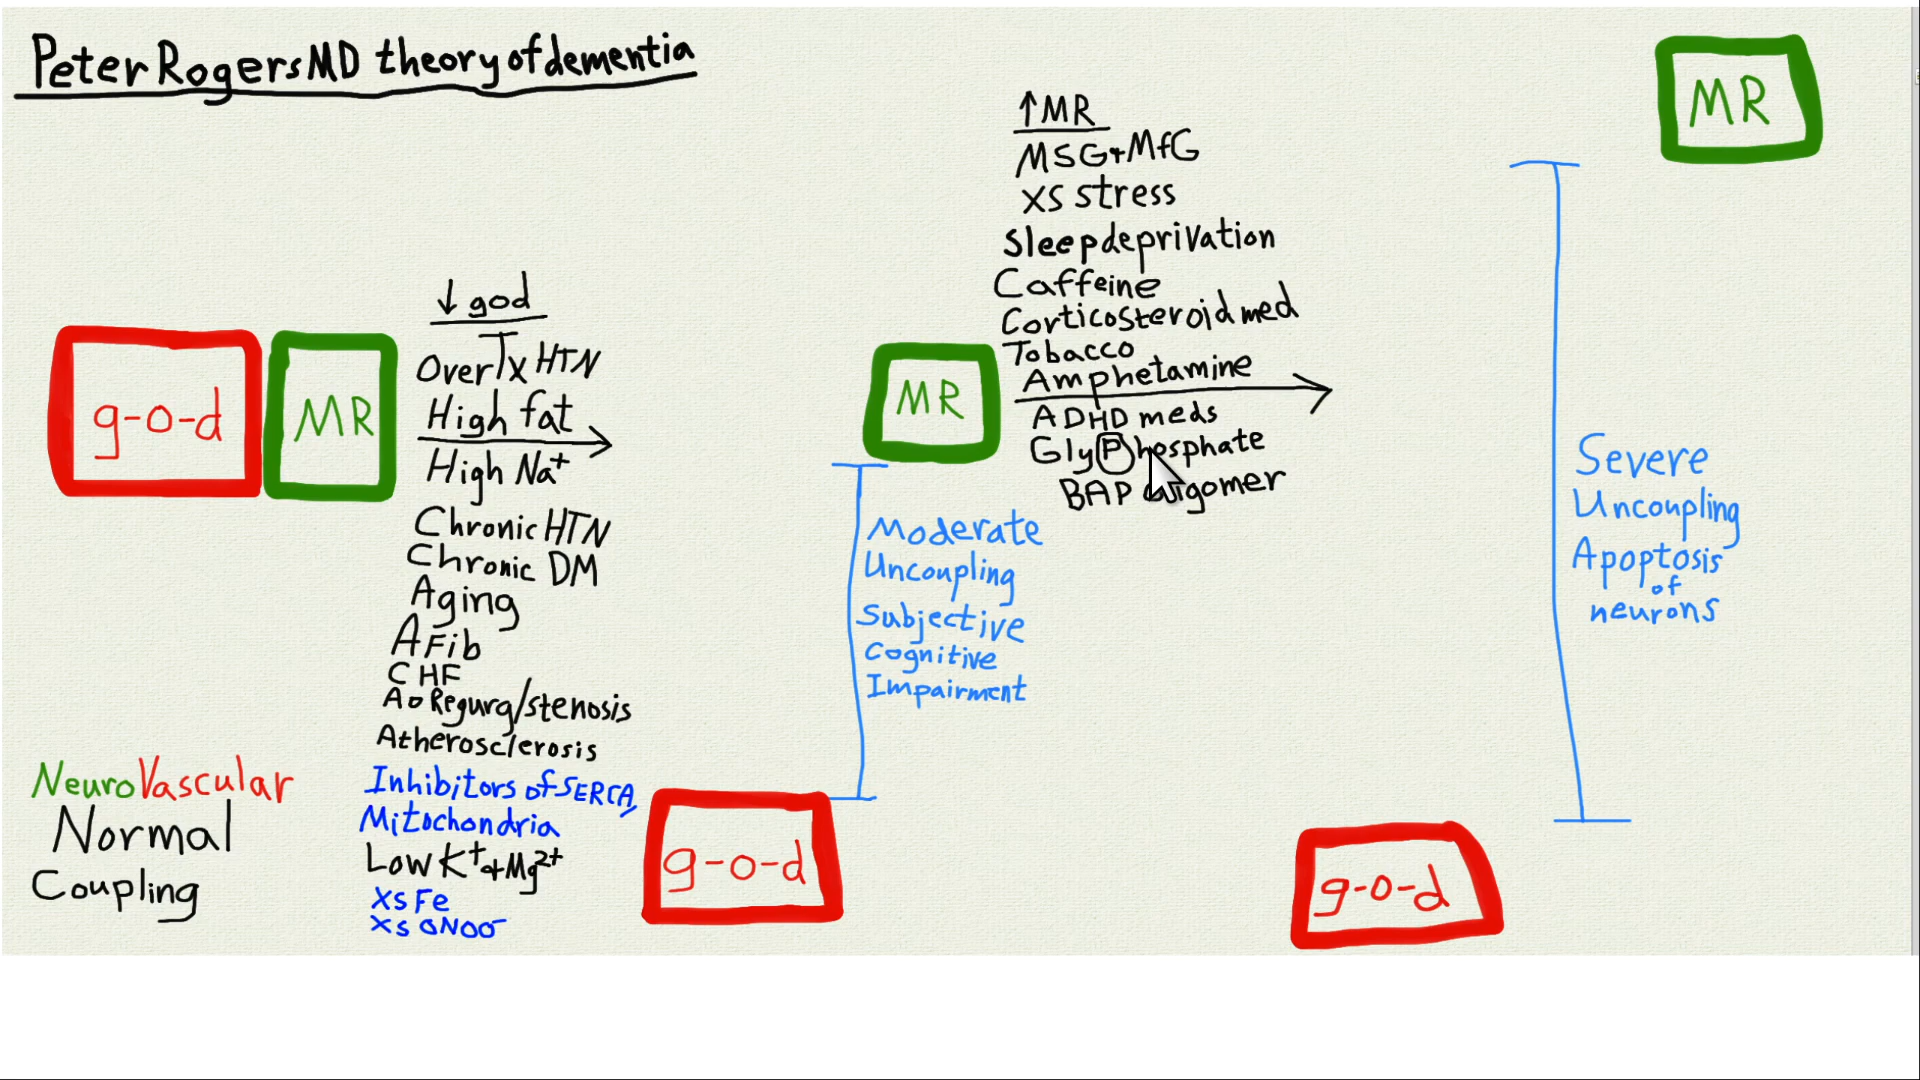 Peter Rogers MD theory of dementia
g-o-d
MR
↓ god
Over Tx HTN
High fat
High Na+
Chronic HTN
Chronic DM
Aging
AFib
CHF
Ao Regurg/stenosis
Atherosclerosis
Inhibitors of SERCA,
Mitochondria
Low K+ + Mg2+
XS Fe
XS ONOO-
NeuroVascular
Normal
Coupling
g-o-d
MR
Moderate
Uncoupling
Subjective
Cognitive
Impairment
↑MR
MSG + MfG
XS stress
Sleep deprivation
Caffeine
Corticosteroid med
Tobacco
Amphetamine
ADHD meds
GlyPhosphate
BAP
MR
Severe
Uncoupling
Apoptosis
of
neurons
g-o-d